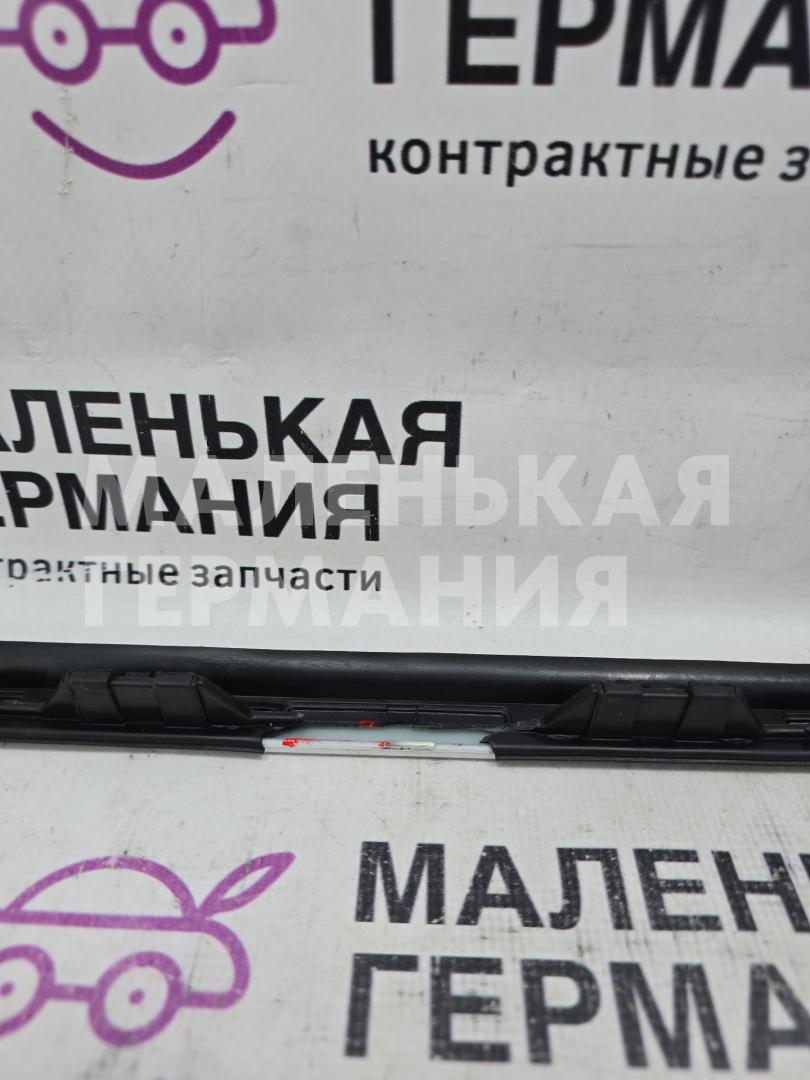 ГЕРМА
контрактные з
АЛЕНЬКАЯ
ЕРМАНИЯ
трактные запчасти
МАЛЕНЬКАЯ
ГЕРМАНИЯ
МАЛЕН
ГЕРМА